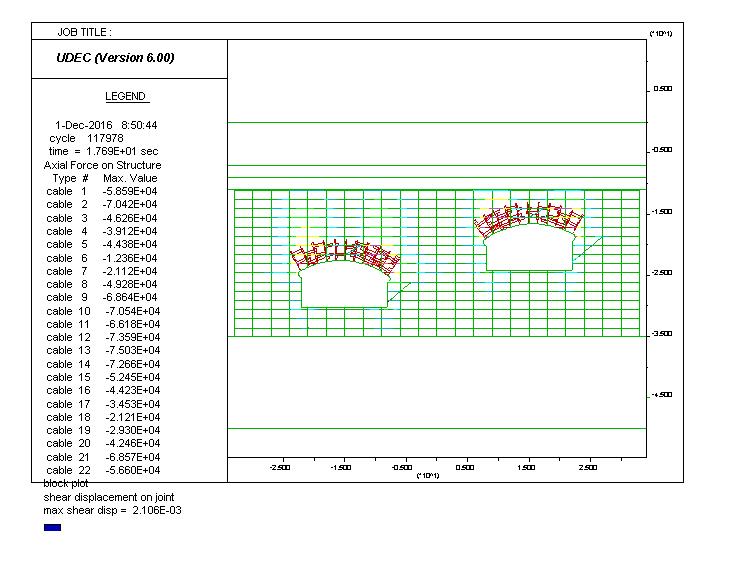 JOB TITLE :
UDEC (Version 6.00)
LEGEND
1-Dec-2016 8:50:44
cycle 117978
time = 1.769E+01 sec
Axial Force on Structure
Type # Max. Value
cable 1 -5.859E+04
cable 2 -7.042E+04
cable 3 -4.626E+04
cable 4 -3.912E+04
cable 5 -4.438E+04
cable 6 -1.236E+04
cable 7 -2.112E+04
cable 8 -4.928E+04
cable 9 -6.864E+04
cable 10 -7.054E+04
cable 11 -6.618E+04
cable 12 -7.359E+04
cable 13 -7.503E+04
cable 14 -7.266E+04
cable 15 -5.245E+04
cable 16 -4.423E+04
cable 17 -3.453E+04
cable 18 -2.121E+04
cable 19 -2.930E+04
cable 20 -4.246E+04
cable 21 -6.857E+04
cable 22 -5.660E+04
block plot
shear displacement on joint
max shear disp = 2.106E-03
(*10^1)
0.500
-0.500
-1.500
-2.500
-3.500
-4.500
-2.500 -1.500 -0.500 0.500 1.500 2.500
(*10^1)